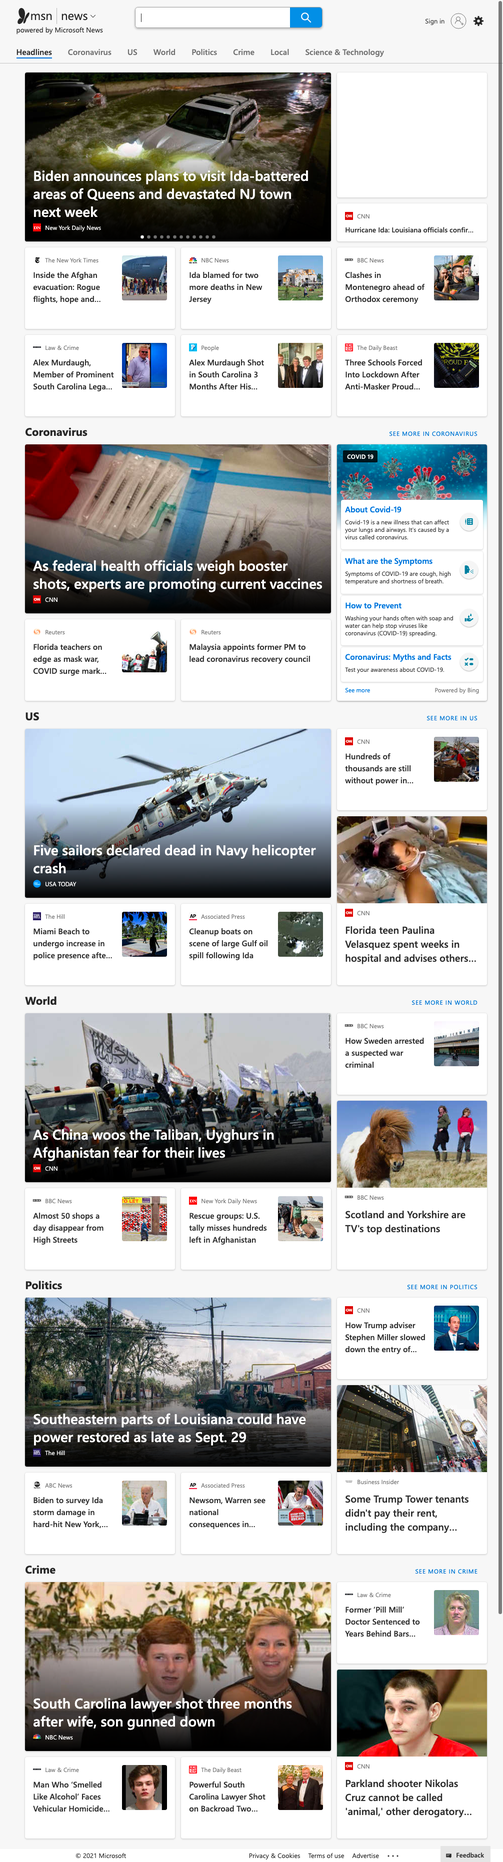 msn news
powered by Microsoft News
Sign in
Headlines Coronavirus US World Politics Crime Local Science & Technology
Biden announces plans to visit Ida-battered
areas of Queens and devastated NJ town
next week
New York Daily News
CNN
Hurricane Ida: Louisiana officials confir...
The New York Times
Inside the Afghan
evacuation: Rogue
flights, hope and...
NBC News
Ida blamed for two
more deaths in New
Jersey
BBC News
Clashes in
Montenegro ahead of
Orthodox ceremony
Law & Crime
Alex Murdaugh,
Member of Prominent
South Carolina Lega...
People
Alex Murdaugh Shot
in South Carolina 3
Months After His...
The Daily Beast
Three Schools Forced
Into Lockdown After
Anti-Masker Proud...
Coronavirus
SEE MORE IN CORONAVIRUS
As federal health officials weigh booster
shots, experts are promoting current vaccines
CNN
COVID 19
About Covid-19
Covid-19 is a new illness that can affect
your lungs and airways. It's caused by a
virus called coronavirus.
What are the Symptoms
Symptoms of COVID-19 are cough, high
temperature and shortness of breath.
How to Prevent
Washing your hands often with soap and
water can help stop viruses like
coronavirus (COVID-19) spreading.
Coronavirus: Myths and Facts
Test your awareness about COVID-19.
See more
Powered by Bing
Reuters
Florida teachers on
edge as mask war,
COVID surge mark...
Reuters
Malaysia appoints former PM to
lead coronavirus recovery council
US
SEE MORE IN US
Five sailors declared dead in Navy helicopter
crash
USA TODAY
CNN
Hundreds of
thousands are still
without power in...
CNN
Florida teen Paulina
Velasquez spent weeks in
hospital and advises others...
The Hill
Miami Beach to
undergo increase in
police presence afte...
Associated Press
Cleanup boats on
scene of large Gulf oil
spill following Ida
World
SEE MORE IN WORLD
As China woos the Taliban, Uyghurs in
Afghanistan fear for their lives
CNN
BBC News
How Sweden arrested
a suspected war
criminal
BBC News
Scotland and Yorkshire are
TV's top destinations
BBC News
Almost 50 shops a
day disappear from
High Streets
New York Daily News
Rescue groups: U.S.
tally misses hundreds
left in Afghanistan
Politics
SEE MORE IN POLITICS
Southeastern parts of Louisiana could have
power restored as late as Sept. 29
The Hill
CNN
How Trump adviser
Stephen Miller slowed
down the entry of...
Business Insider
Some Trump Tower tenants
didn't pay their rent,
including the company...
ABC News
Biden to survey Ida
storm damage in
hard-hit New York,...
Associated Press
Newsom, Warren see
national
consequences in...
Crime
SEE MORE IN CRIME
South Carolina lawyer shot three months
after wife, son gunned down
NBC News
Law & Crime
Former 'Pill Mill'
Doctor Sentenced to
Years Behind Bars...
CNN
Parkland shooter Nikolas
Cruz cannot be called
'animal,' other derogatory...
Law & Crime
Man Who 'Smelled
Like Alcohol' Faces
Vehicular Homicide...
The Daily Beast
Powerful South
Carolina Lawyer Shot
on Backroad Two...
© 2021 Microsoft
Privacy & Cookies Terms of use Advertise ...
Feedback